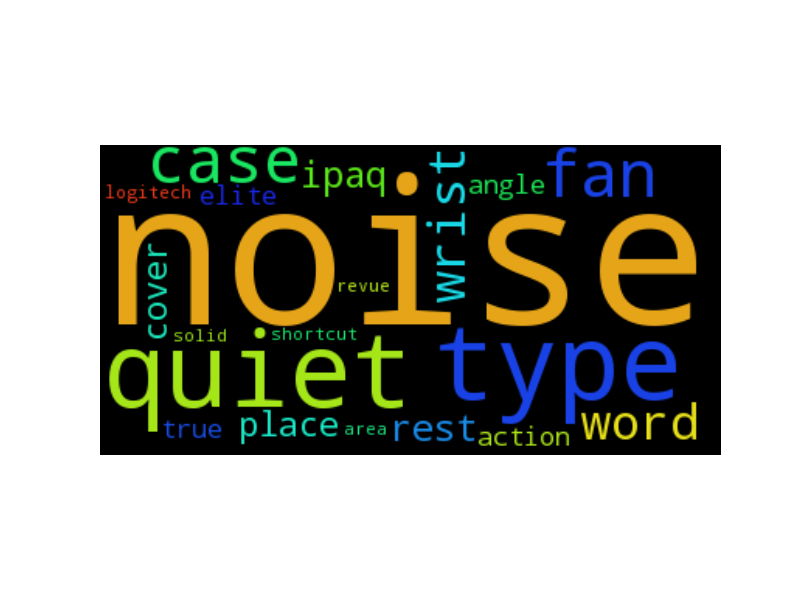 case
ipaq
wrist
angle
fan
logitech
elite
noise
cover
revue
solid
shortcut
quiet
type
true
place
area
rest
action
word